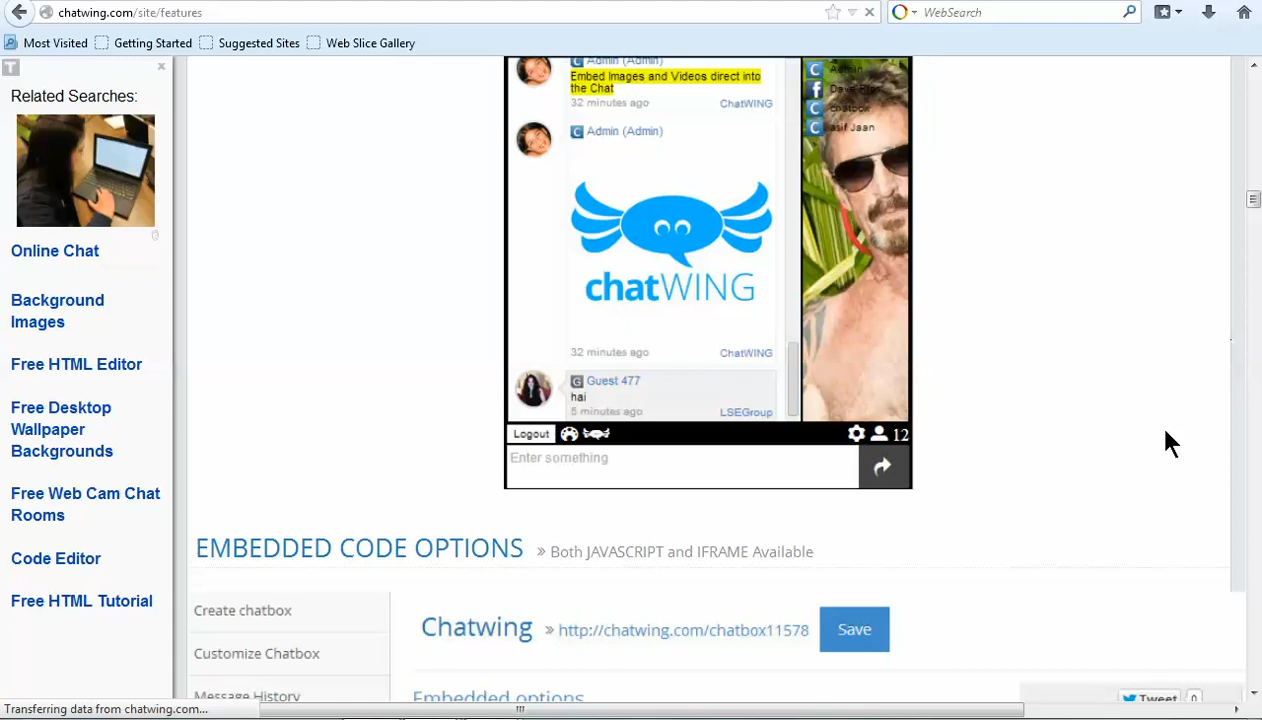 chatwing.com/site/features
WebSearch
Most Visited
Getting Started
Suggested Sites
Web Slice Gallery
T
Related Searches:
Online Chat
Background
Images
Free HTML Editor
Free Desktop
Wallpaper
Backgrounds
Free Web Cam Chat
Rooms
Code Editor
Free HTML Tutorial
C Admin (Admin)
Embed Images and Videos direct into
the Chat
32 minutes ago ChatWING
C Admin (Admin)
chatWING
32 minutes ago ChatWING
G Guest 477
hai
5 minutes ago LSEGroup
C Admin
f Dave
C chatbox
C asif Jaan
Logout
12
Enter something
EMBEDDED CODE OPTIONS » Both JAVASCRIPT and IFRAME Available
Create chatbox
Customize Chatbox
Message History
Chatwing » http://chatwing.com/chatbox11578 Save
Embedded options
Tweet 0
Transferring data from chatwing.com...